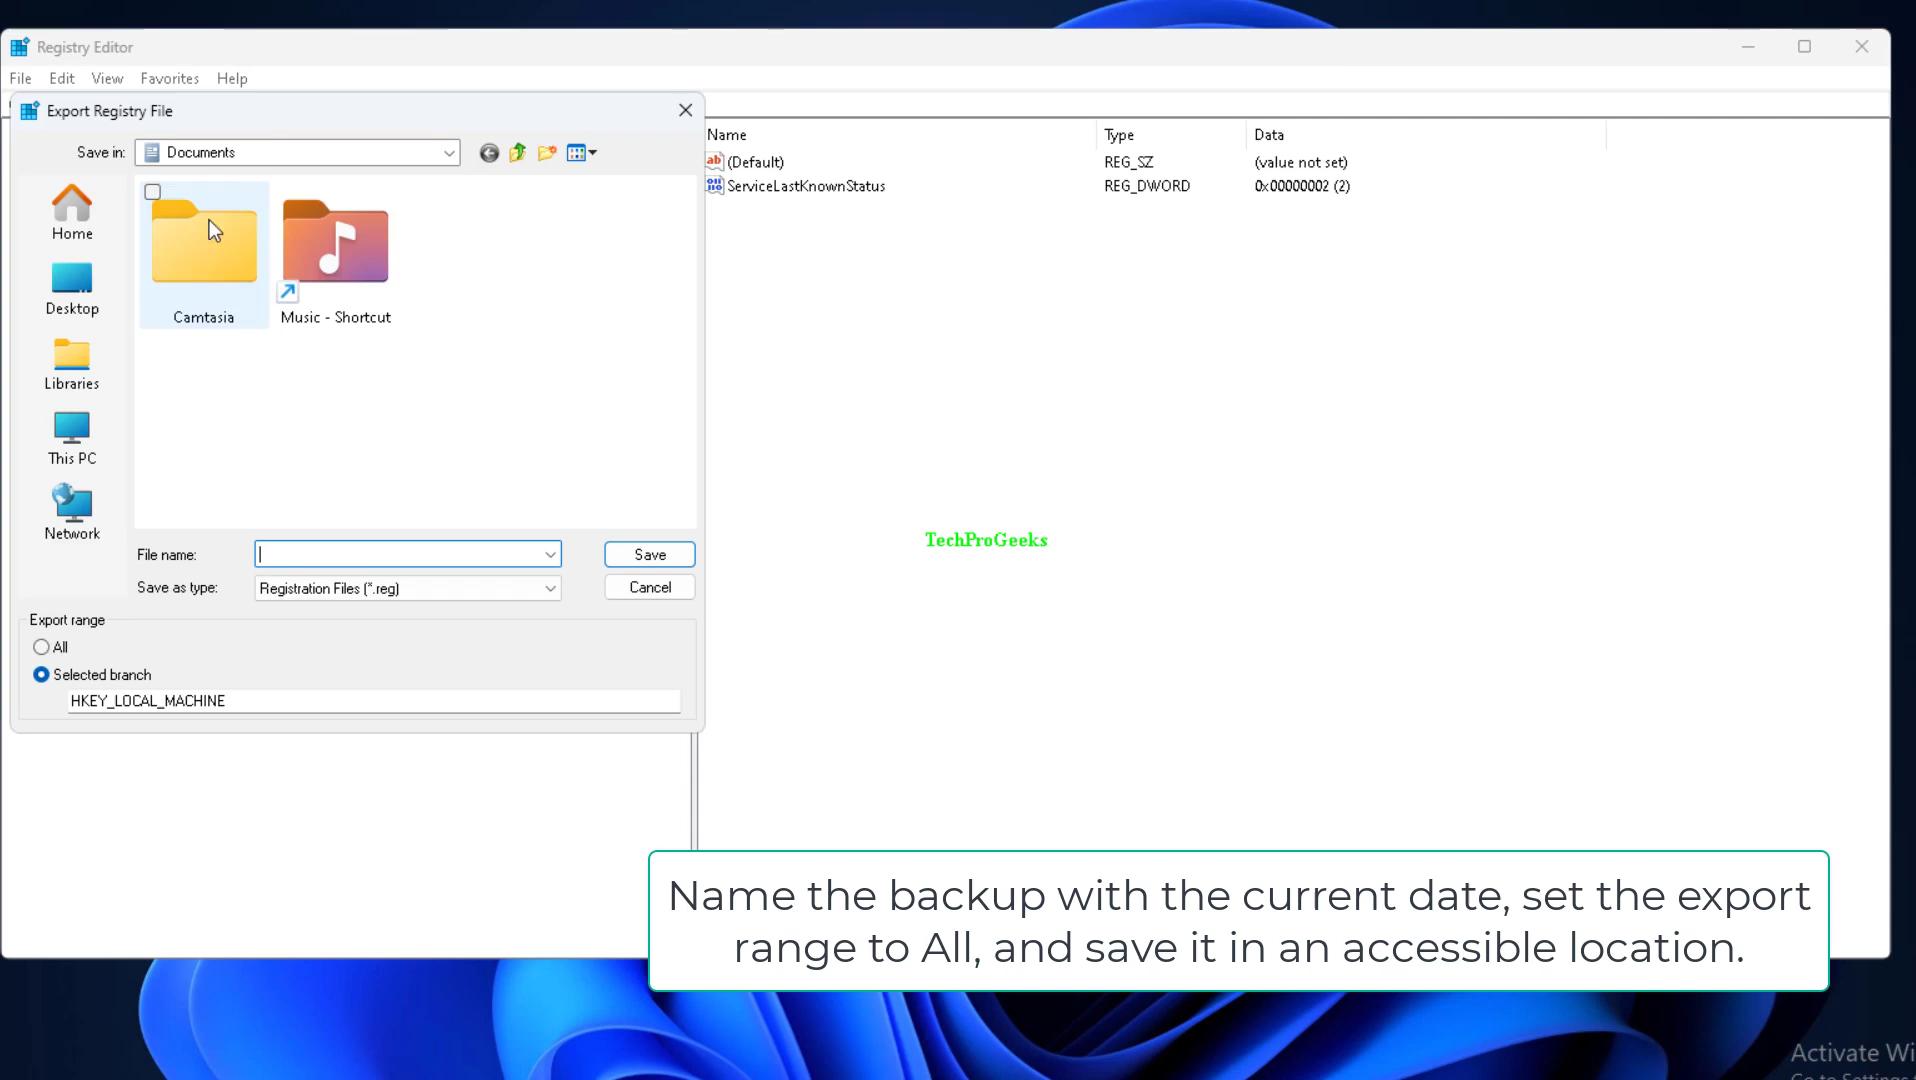 Registry Editor
File Edit View Favorites Help
Export Registry File
Save in: Documents
Name Type Data
(Default) REG_SZ (value not set)
ServiceLastKnownStatus REG_DWORD 0x00000002 (2)
Home
Desktop
Libraries
This PC
Network
Camtasia
Music - Shortcut
TechProGeeks
File name: Save
Save as type: Registration Files (*.reg) Cancel
Export range
All
Selected branch
HKEY_LOCAL_MACHINE
Name the backup with the current date, set the export
range to All, and save it in an accessible location.
Activate Wi